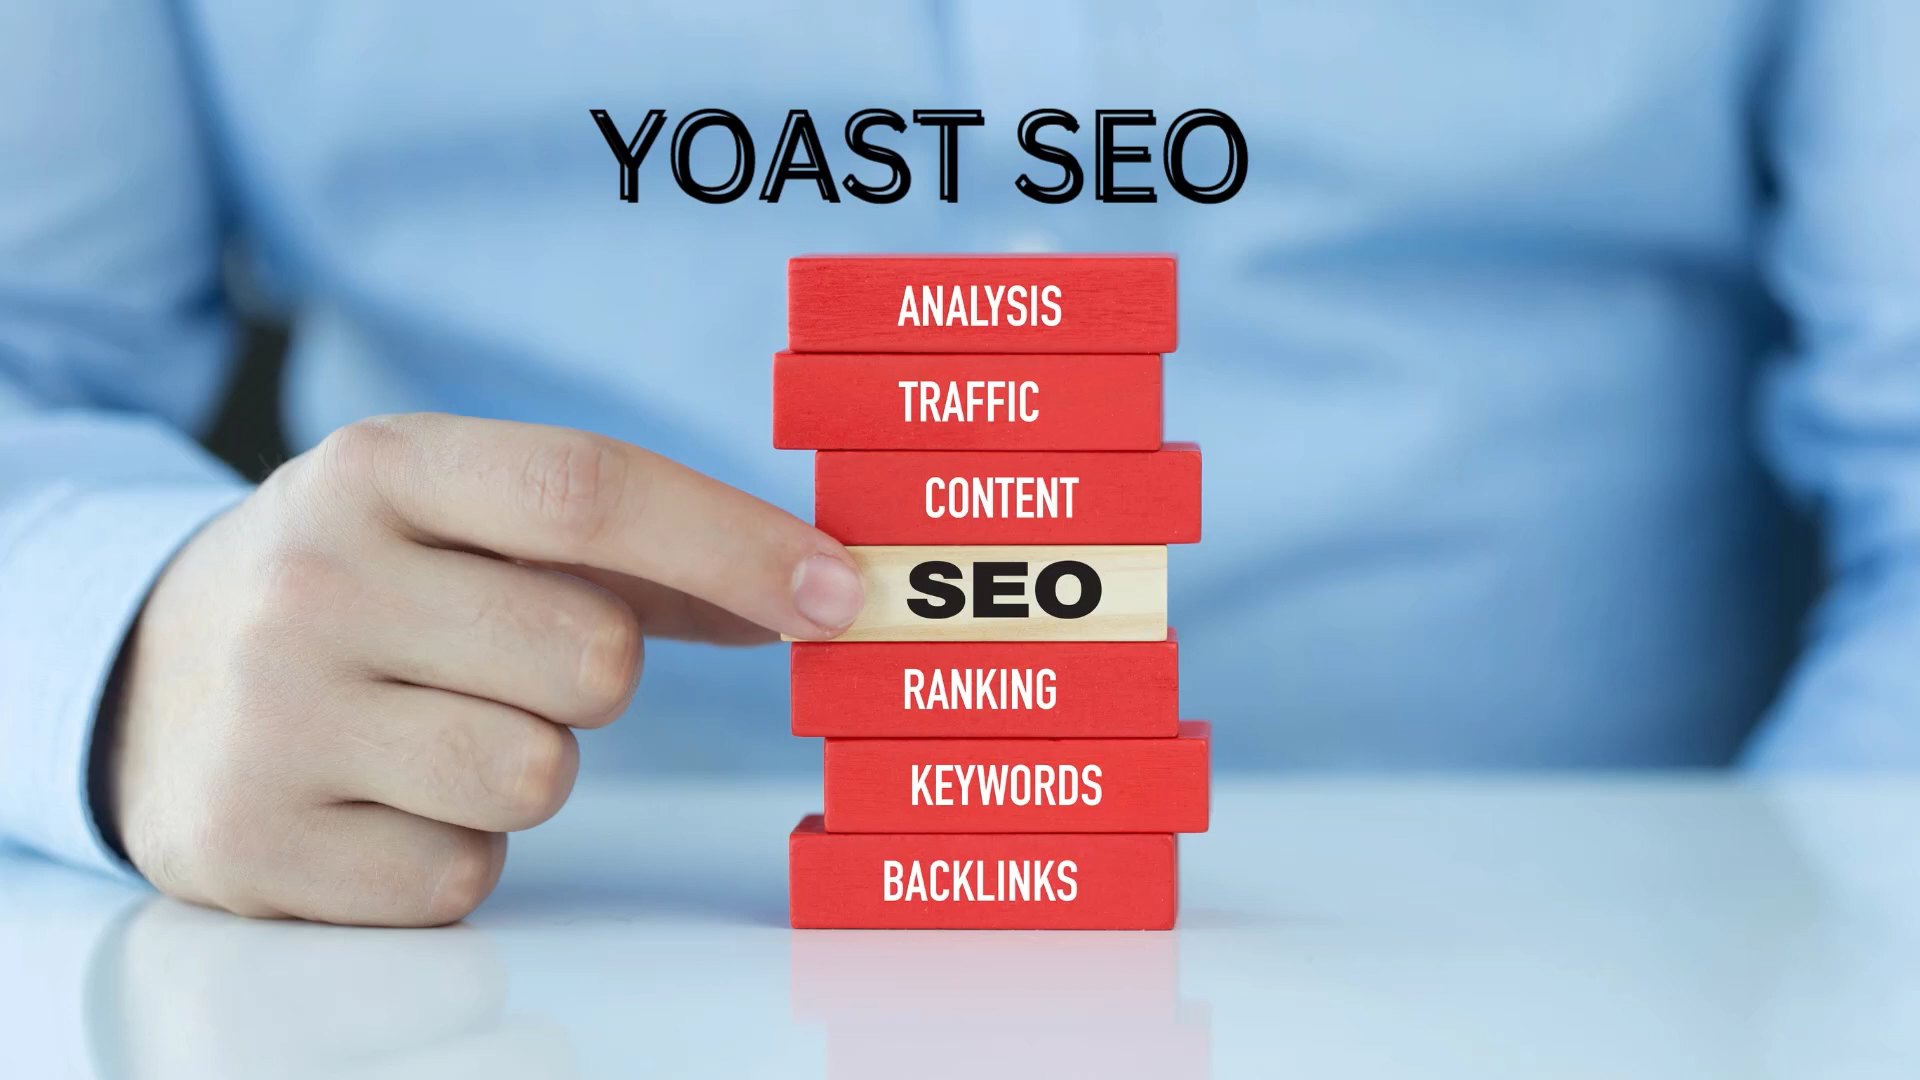 YOAST SEO
ANALYSIS
TRAFFIC
CONTENT
SEO
RANKING
KEYWORDS
BACKLINKS